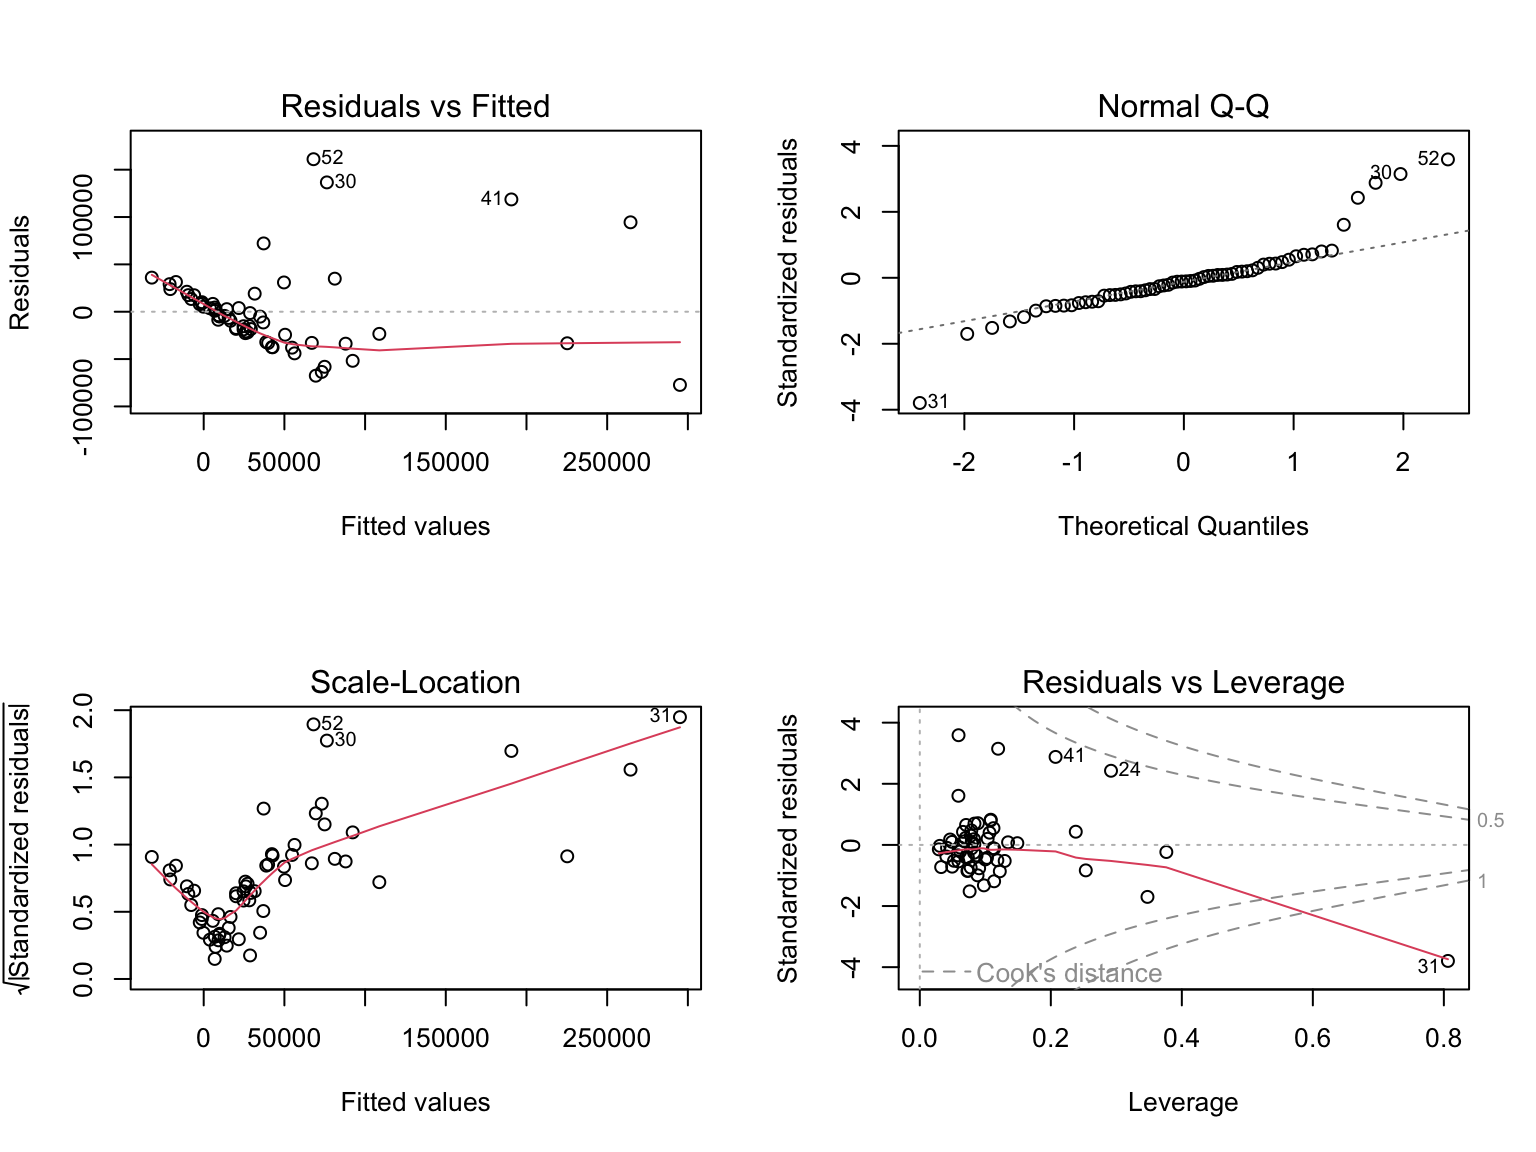 Residuals vs Fitted
Residuals
-100000 0 100000
52
30
41
0 50000 150000 250000
Fitted values
Normal Q-Q
Standardized residuals
-4 -2 0 2 4
30
52
31
-2 -1 0 1 2
Theoretical Quantiles
Scale-Location
√|Standardized residuals|
0.0 0.5 1.0 1.5 2.0
52
30
31
0 50000 150000 250000
Fitted values
Residuals vs Leverage
Standardized residuals
-4 -2 0 2 4
41
24
31
Cook's distance
0.5
1
0.0 0.2 0.4 0.6 0.8
Leverage